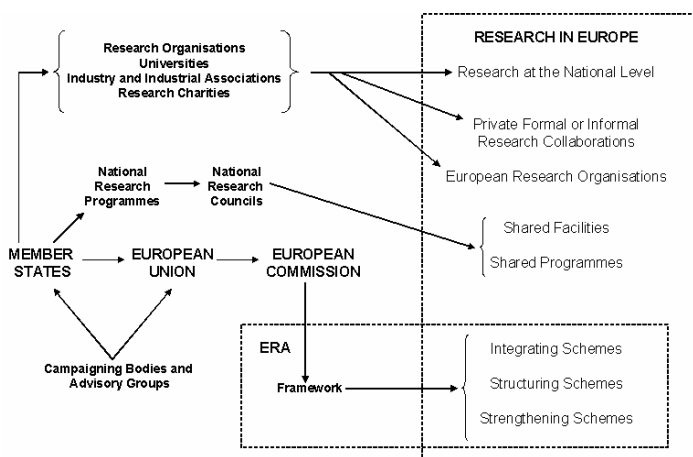 Research Organisations
Universities
Industry and Industrial Associations
Research Charities
RESEARCH IN EUROPE
Research at the National Level
Private Formal or Informal
Research Collaborations
European Research Organisations
National
Research
Programmes
National
Research
Councils
Shared Facilities
Shared Programmes
MEMBER
STATES
EUROPEAN
UNION
EUROPEAN
COMMISSION
Campaigning Bodies and
Advisory Groups
ERA
Framework
Integrating Schemes
Structuring Schemes
Strengthening Schemes